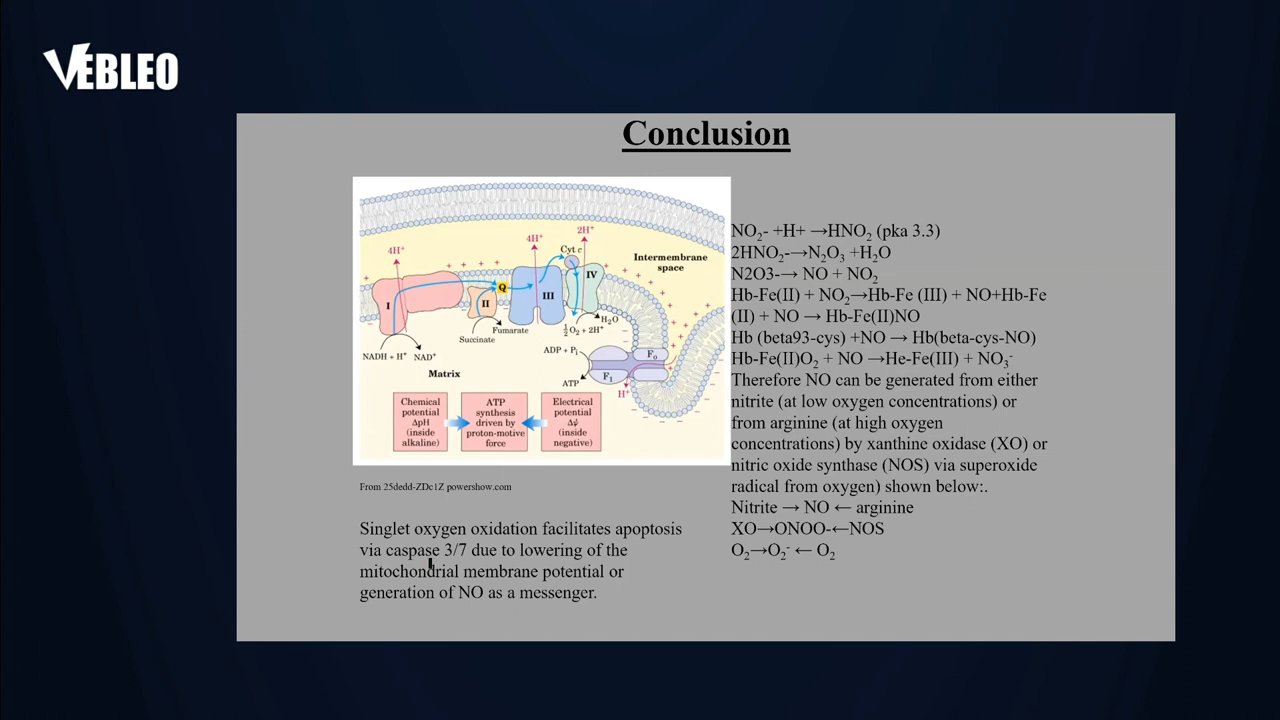 VEBLEO
Conclusion
4H⁺
4H⁺
2H⁺
Cyt c
Intermembrane
space
I
Q
II
III
IV
H₂O
½O₂ + 2H⁺
Fumarate
Succinate
NADH + H⁺ NAD⁺
ADP + Pᵢ
F₀
F₁
ATP
H⁺
Matrix
Chemical
potential
ΔpH
(inside
alkaline)
ATP
synthesis
driven by
proton-motive
force
Electrical
potential
Δψ
(inside
negative)
From 25dedd-ZDc1Z powershow.com
Singlet oxygen oxidation facilitates apoptosis
via caspase 3/7 due to lowering of the
mitochondrial membrane potential or
generation of NO as a messenger.
NO₂- +H+ →HNO₂ (pka 3.3)
2HNO₂-→N₂O₃ +H₂O
N2O3-→ NO + NO₂
Hb-Fe(II) + NO₂→Hb-Fe (III) + NO+Hb-Fe
(II) + NO → Hb-Fe(II)NO
Hb (beta93-cys) +NO → Hb(beta-cys-NO)
Hb-Fe(II)O₂ + NO →He-Fe(III) + NO₃⁻
Therefore NO can be generated from either
nitrite (at low oxygen concentrations) or
from arginine (at high oxygen
concentrations) by xanthine oxidase (XO) or
nitric oxide synthase (NOS) via superoxide
radical from oxygen) shown below:.
Nitrite → NO ← arginine
XO→ONOO-←NOS
O₂→O₂⁻ ← O₂